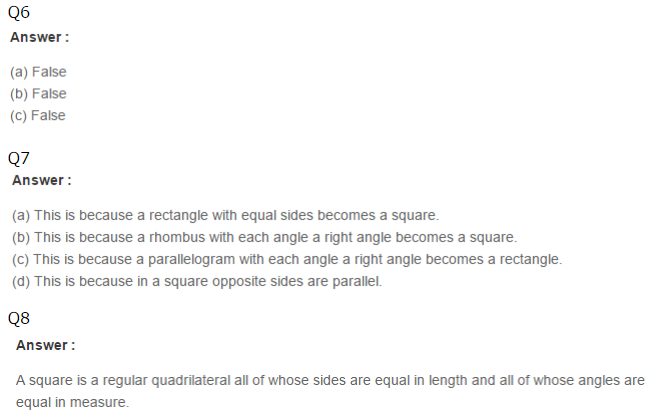 Q6
Answer :
(a) False
(b) False
(c) False
Q7
Answer :
(a) This is because a rectangle with equal sides becomes a square.
(b) This is because a rhombus with each angle a right angle becomes a square.
(c) This is because a parallelogram with each angle a right angle becomes a rectangle.
(d) This is because in a square opposite sides are parallel.
Q8
Answer :
A square is a regular quadrilateral all of whose sides are equal in length and all of whose angles are
equal in measure.